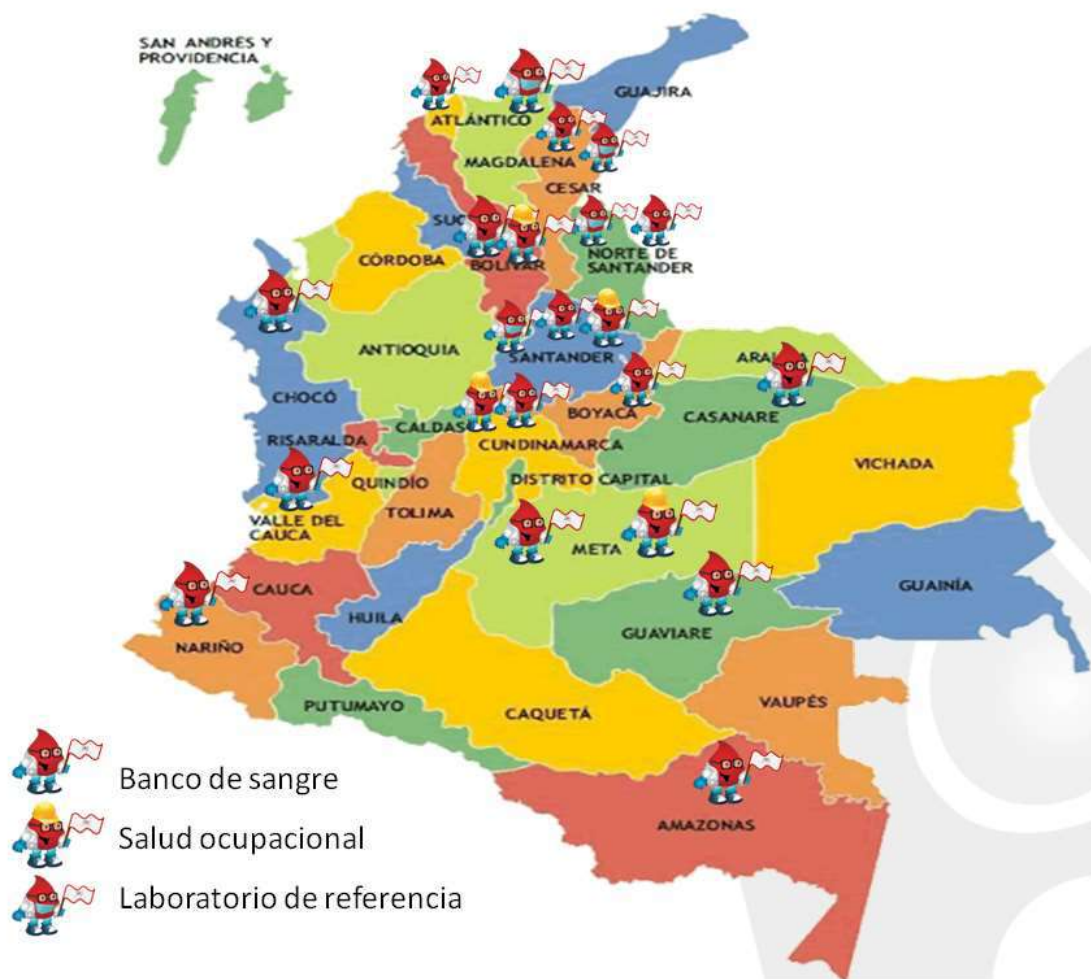 SAN ANDRÉS Y
PROVIDENCIA
GUAJIRA
ATLÁNTICO
MAGDALENA
CESAR
NORTE DE
SANTANDER
CÓRDOBA
BOLÍVAR
ANTIOQUIA
SANTANDER
CHOCÓ
BOYACÁ
CASANARE
RISARALDA
CALDAS
CUNDINAMARCA
VICHADA
QUINDÍO
DISTRITO CAPITAL
TOLIMA
VALLE DEL
CAUCA
META
CAUCA
GUAINÍA
HUILA
GUAVIARE
NARIÑO
PUTUMAYO
CAQUETÁ
VAUPÉS
AMAZONAS
Banco de sangre
Salud ocupacional
Laboratorio de referencia